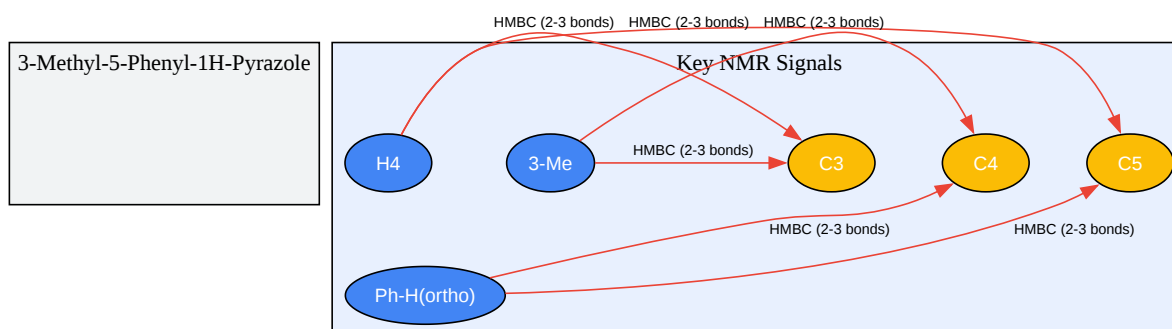 HMBC (2-3 bonds) HMBC (2-3 bonds) HMBC (2-3 bonds)
3-Methyl-5-Phenyl-1H-Pyrazole
Key NMR Signals
HMBC (2-3 bonds)
H4 3-Me C3 C4 C5
HMBC (2-3 bonds) HMBC (2-3 bonds)
Ph-H(ortho)